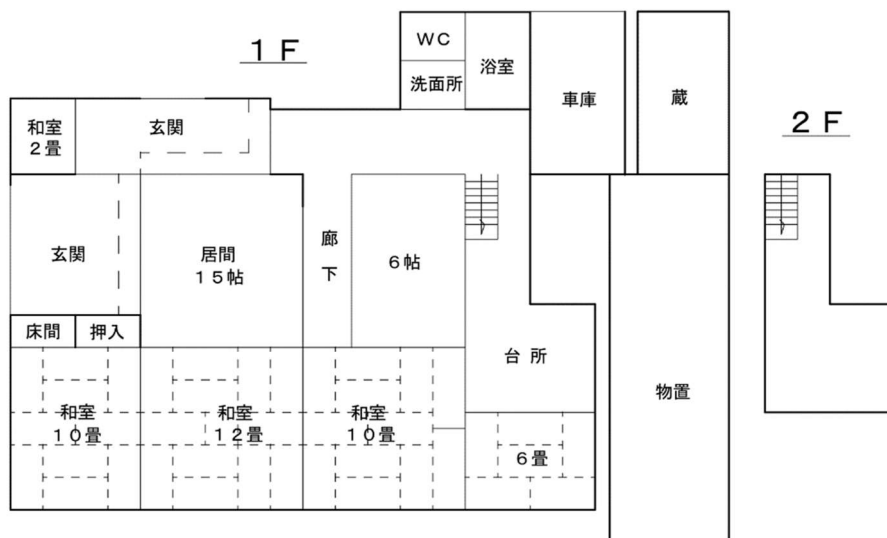 1F
WC
洗面所
浴室
車庫
蔵
2F
和室
2畳
玄関
玄関
居間
15帖
廊
下
6帖
床間
押入
台所
物置
和室
10畳
和室
12畳
和室
10畳
6畳